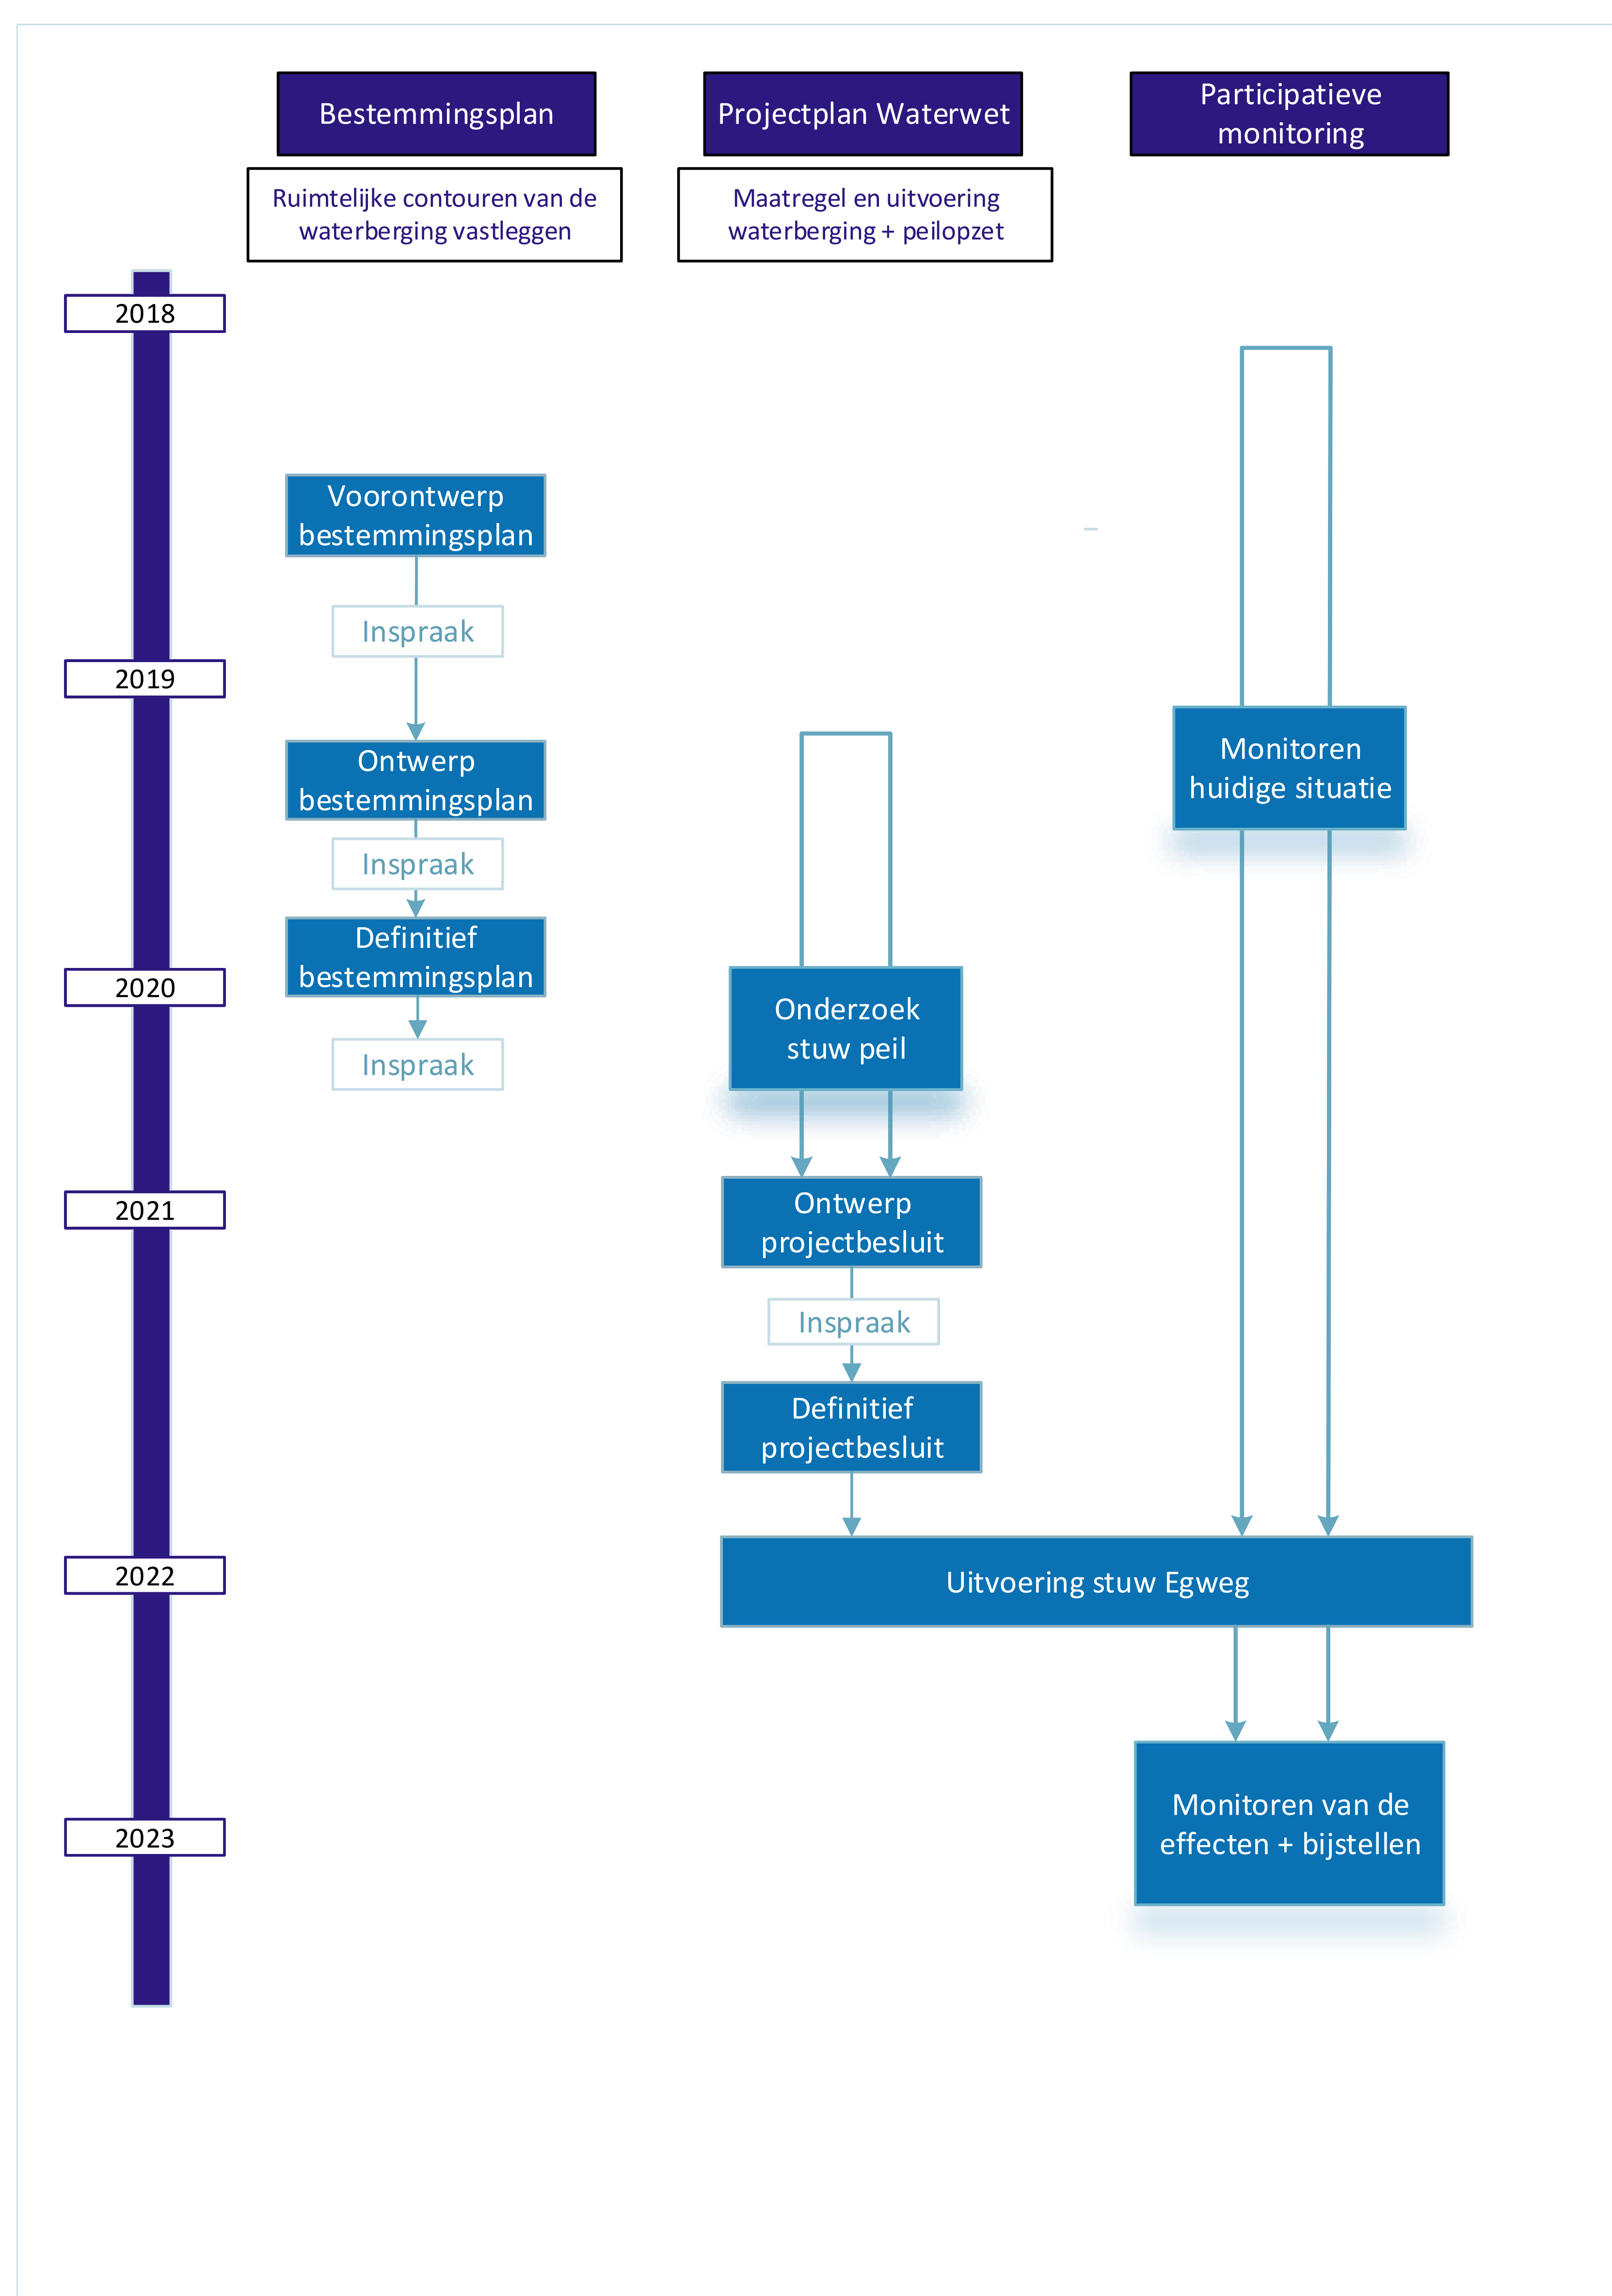 Bestemmingsplan
Projectplan Waterwet
Participatieve
monitoring
Ruimtelijke contouren van de
waterberging vastleggen
Maatregel en uitvoering
waterberging + peilopzet
2018
Voorontwerp
bestemmingsplan
Inspraak
2019
Ontwerp
bestemmingsplan
Monitoren
huidige situatie
Inspraak
Definitief
bestemmingsplan
2020
Onderzoek
stuw peil
Inspraak
2021
Ontwerp
projectbesluit
Inspraak
Definitief
projectbesluit
2022
Uitvoering stuw Egweg
2023
Monitoren van de
effecten + bijstellen